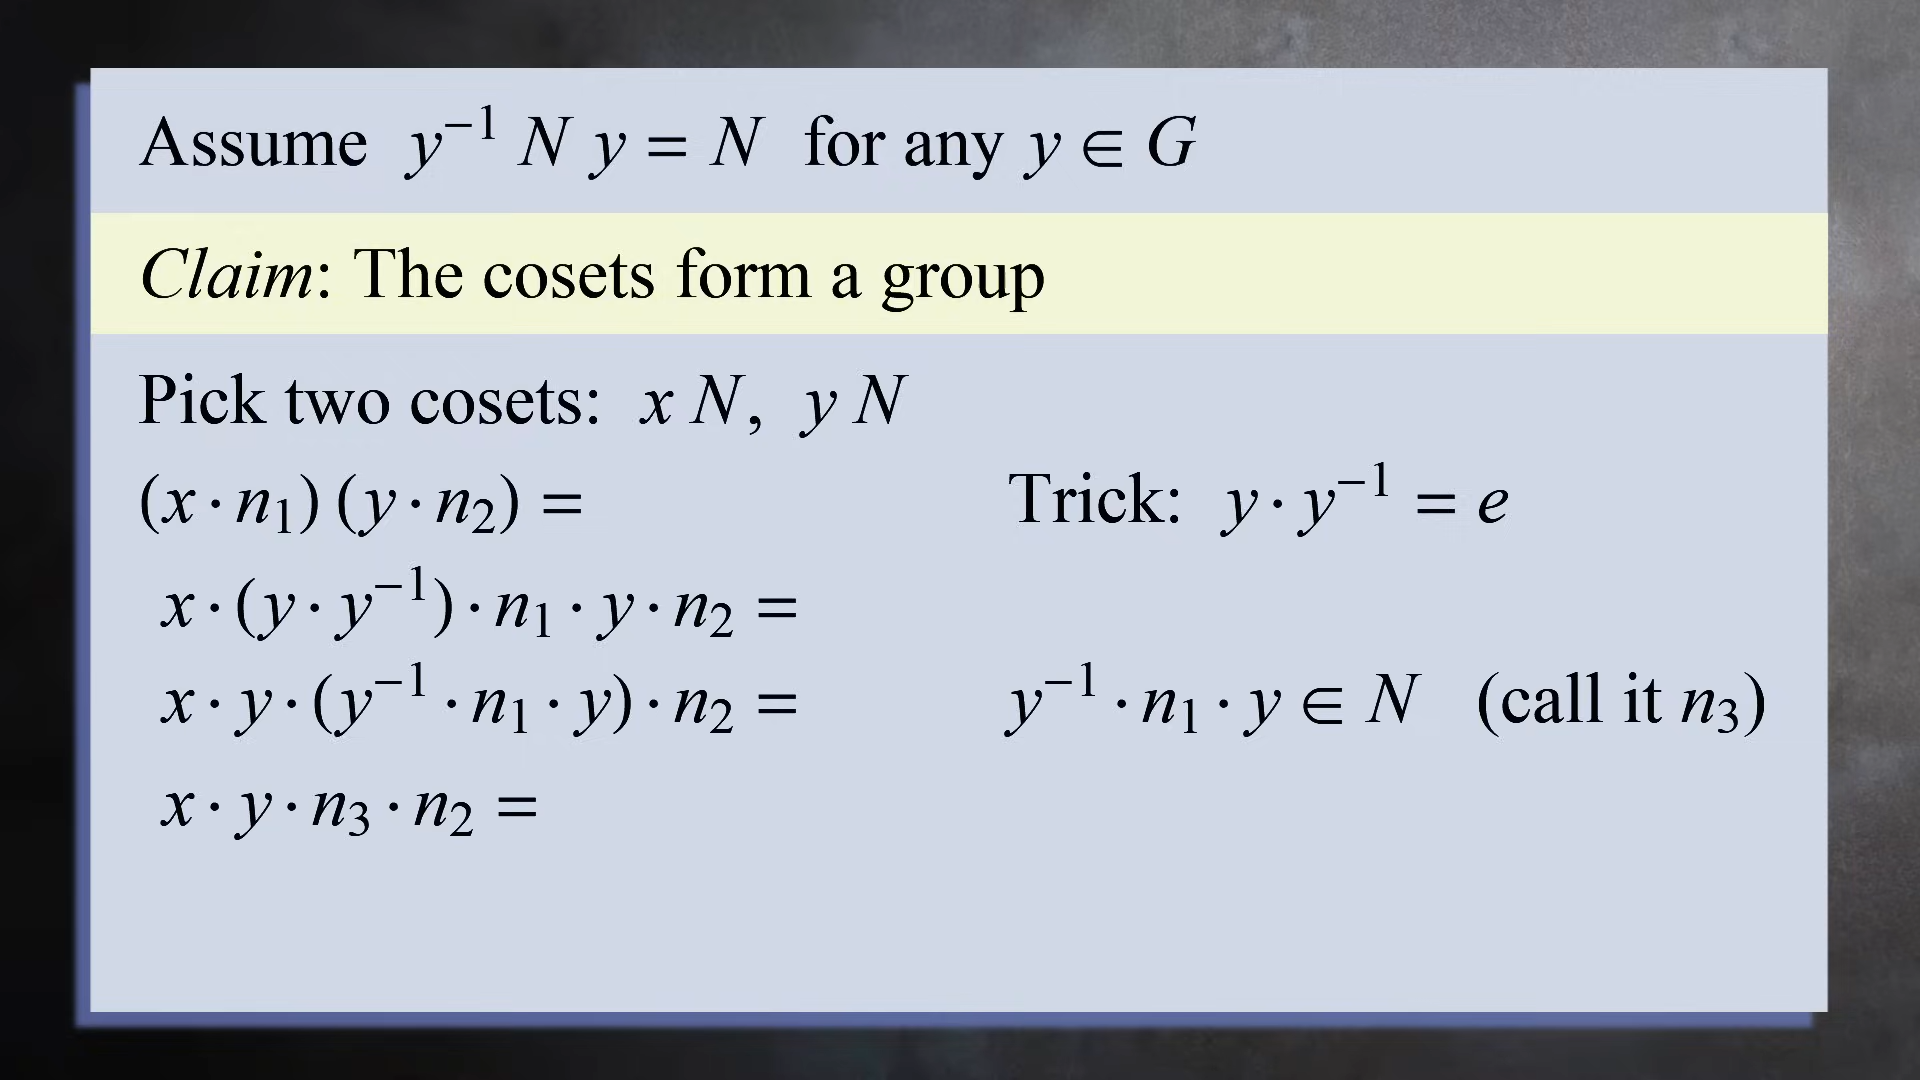 Assume y⁻¹ N y = N for any y ∈ G
Claim: The cosets form a group
Pick two cosets: x N, y N
(x · n₁) (y · n₂) = Trick: y · y⁻¹ = e
x · (y · y⁻¹) · n₁ · y · n₂ =
x · y · (y⁻¹ · n₁ · y) · n₂ = y⁻¹ · n₁ · y ∈ N (call it n₃)
x · y · n₃ · n₂ =